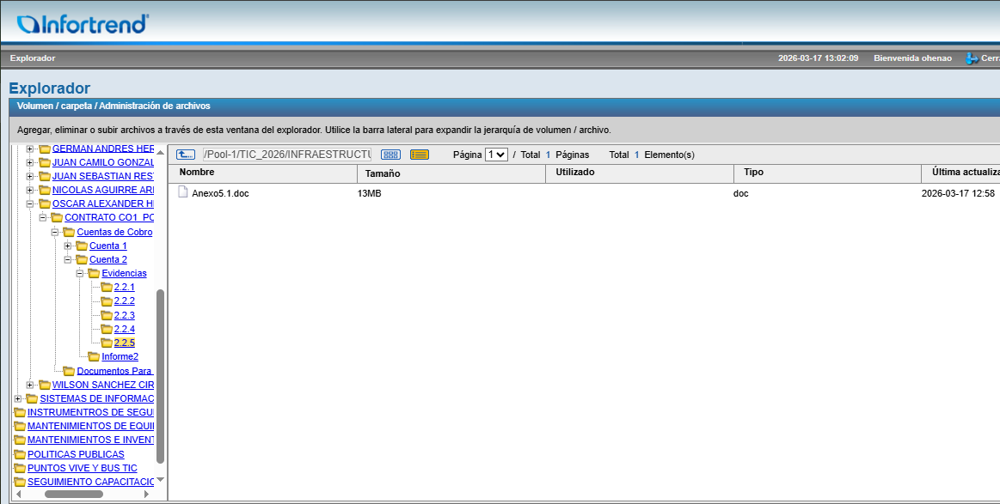 Infortrend
Explorador 2026-03-17 13:02:09 Bienvenida ohenao Cerra
Explorador
Volumen / carpeta / Administración de archivos
Agregar, eliminar o subir archivos a través de esta ventana del explorador. Utilice la barra lateral para expandir la jerarquía de volumen / archivo.
/Pool-1/TIC_2026/INFRAESTRUCTU Página 1 / Total 1 Páginas Total 1 Elemento(s)
Nombre Tamaño Utilizado Tipo Última actualiza
Anexo5.1.doc 13MB doc 2026-03-17 12:58
GERMAN ANDRES HER
JUAN CAMILO GONZAL
JUAN SEBASTIAN RES
NICOLAS AGUIRRE AR
OSCAR ALEXANDER H
CONTRATO CO1_PC
Cuentas de Cobro
Cuenta 1
Cuenta 2
Evidencias
2.2.1
2.2.2
2.2.3
2.2.4
2.2.5
Informe2
Documentos Para
WILSON SANCHEZ CIR
SISTEMAS DE INFORMAC
INSTRUMENTROS DE SEGU
MANTENIMIENTOS DE EQUI
MANTENIMIENTOS E INVENT
POLITICAS PUBLICAS
PUNTOS VIVE Y BUS TIC
SEGUIMIENTO CAPACITACIO